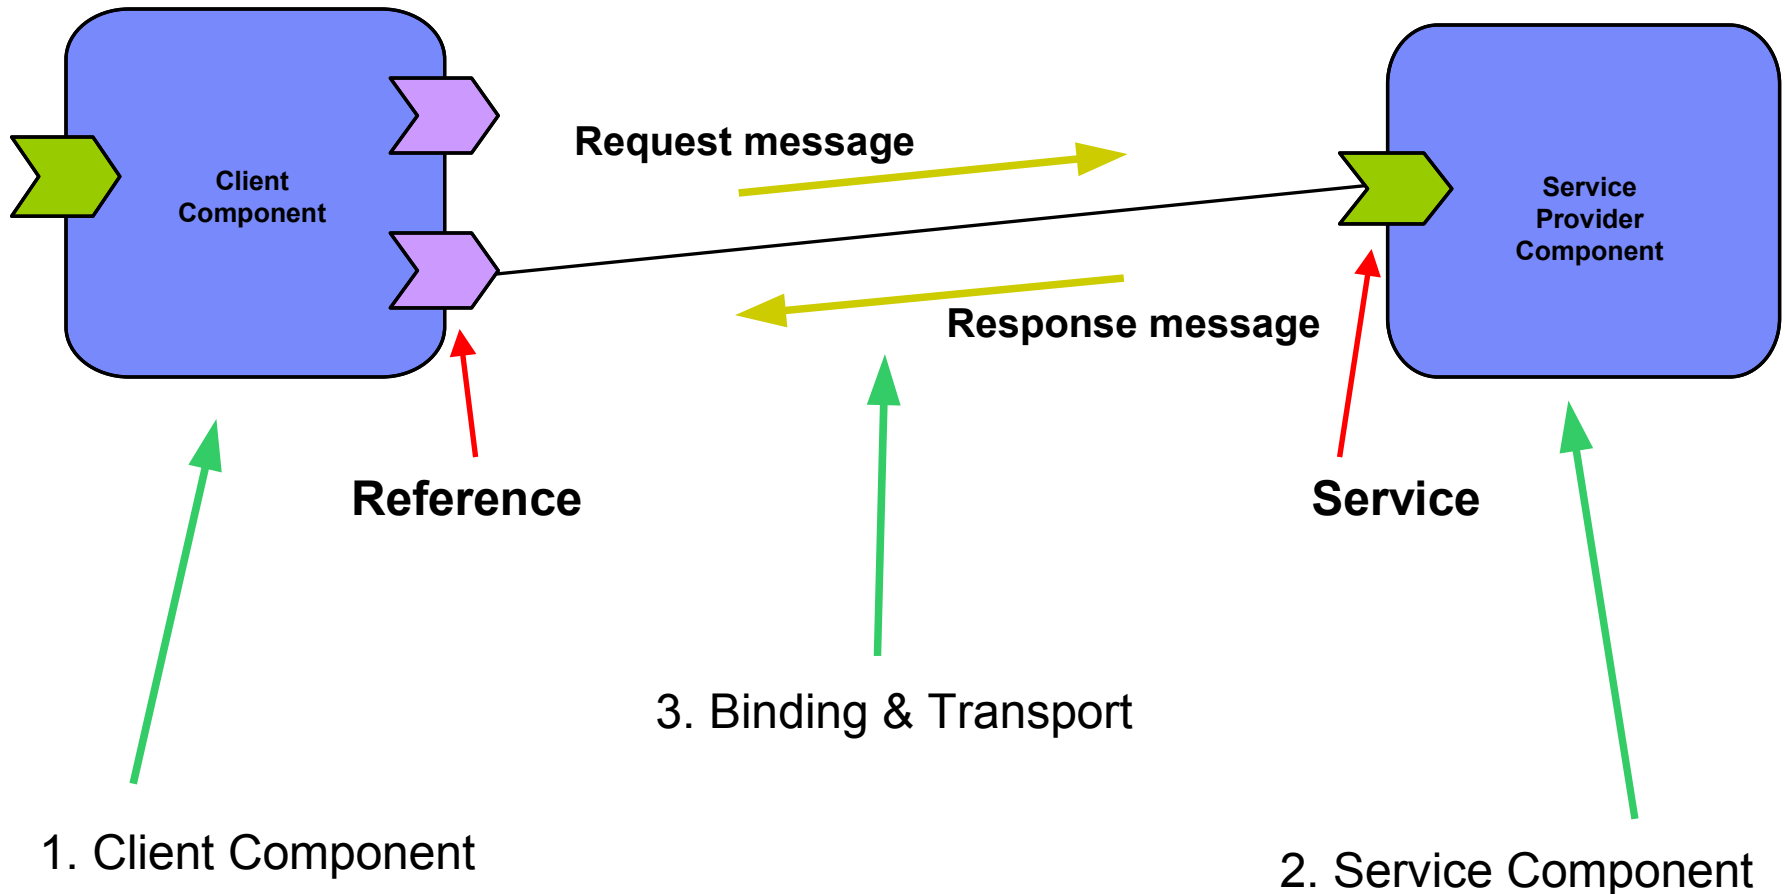 Request message
Client
Component
Service
Provider
Component
Response message
Reference
Service
3. Binding & Transport
1. Client Component
2. Service Component